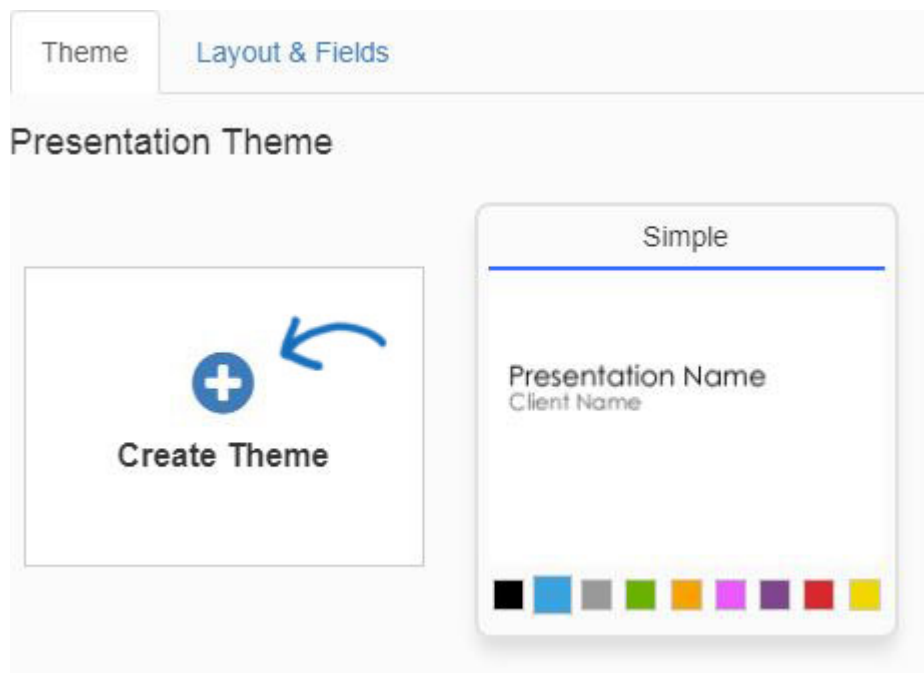 Theme
Layout & Fields
Presentation Theme
Create Theme
Simple
Presentation Name
Client Name